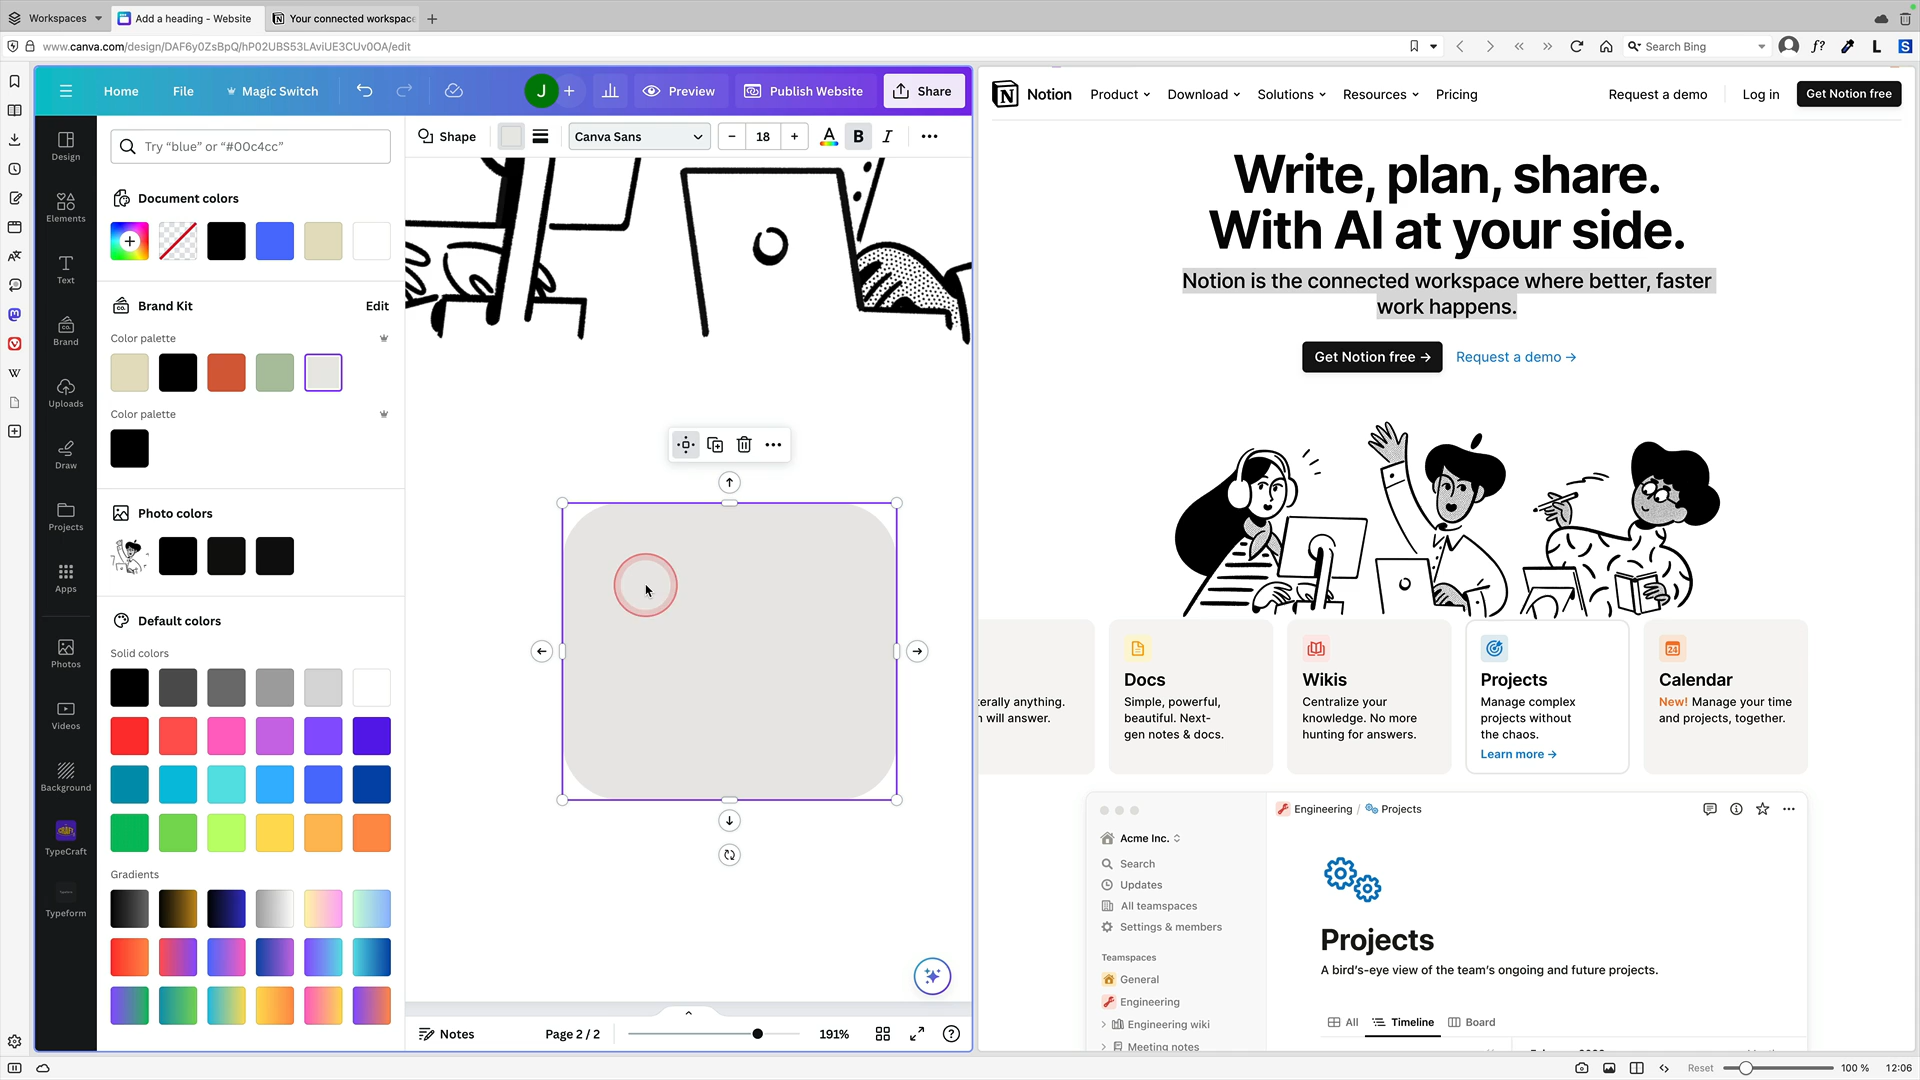 Workspaces
Add a heading - Website
Your connected workspace
www.canva.com/design/DAF6y0ZsBpQ/hP02UBS53LAviUE3CUv0OA/edit
Search Bing
Home
File
Magic Switch
J
Preview
Publish Website
Share
Design
Elements
Text
Brand
Uploads
Draw
Projects
Apps
Photos
Videos
Background
TypeCraft
Typeform
Try “blue” or “#00c4cc”
Document colors
Brand Kit
Edit
Color palette
Color palette
Photo colors
Default colors
Solid colors
Gradients
Shape
Canva Sans
18
Notes
Page 2 / 2
191%
Notion
Product
Download
Solutions
Resources
Pricing
Request a demo
Log in
Get Notion free
Write, plan, share.
With AI at your side.
Notion is the connected workspace where better, faster
work happens.
Get Notion free →
Request a demo →
erally anything.
will answer.
Docs
Simple, powerful,
beautiful. Next-
gen notes & docs.
Wikis
Centralize your
knowledge. No more
hunting for answers.
Projects
Manage complex
projects without
the chaos.
Learn more →
24
Calendar
New! Manage your time
and projects, together.
Engineering / Projects
Acme Inc.
Search
Updates
All teamspaces
Settings & members
Teamspaces
General
Engineering
Engineering wiki
Meeting notes
Projects
A bird’s-eye view of the team’s ongoing and future projects.
All
Timeline
Board
Reset
100 %
12:06